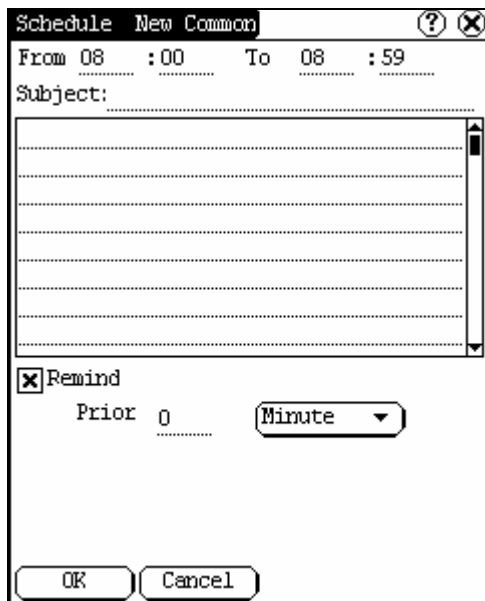 Schedule New Common
From 08 :00 To 08 :59
Subject:
Remind
Prior 0 Minute
OK Cancel